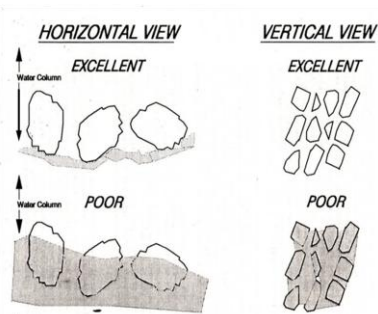 HORIZONTAL VIEW
VERTICAL VIEW
EXCELLENT
EXCELLENT
Water Column
POOR
POOR
Water Column